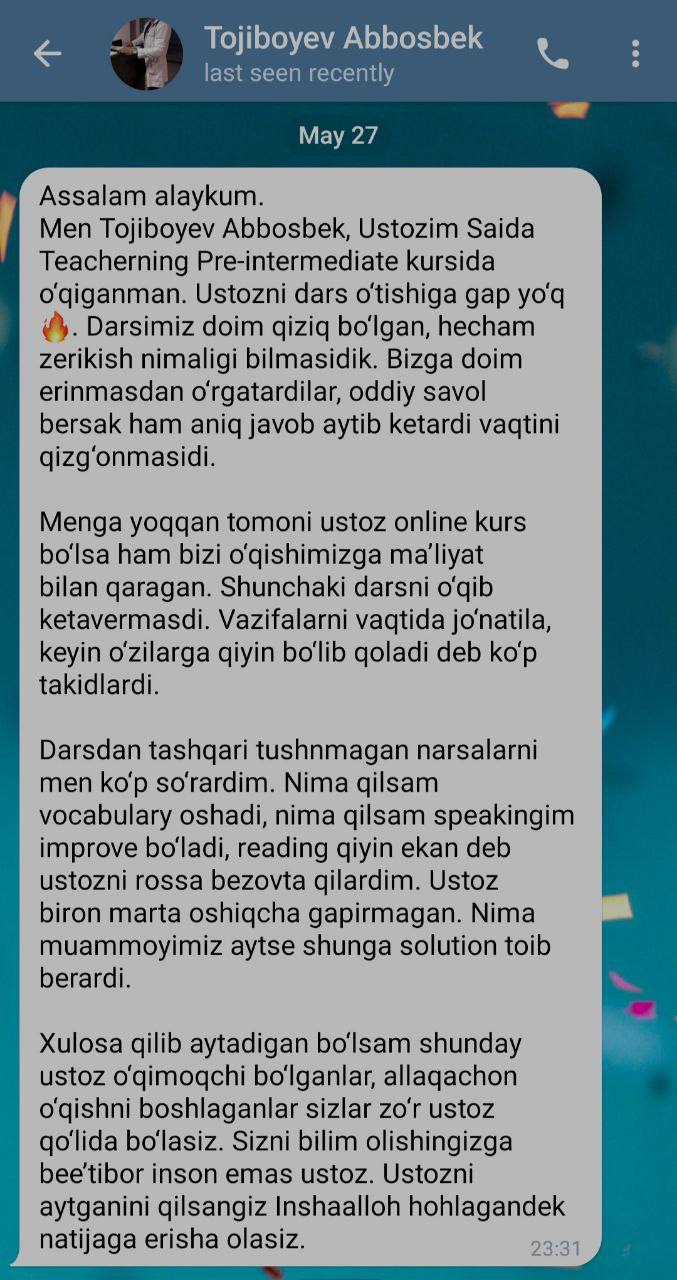 Tojiboyev Abbosbek
last seen recently
May 27
Assalam alaykum.
Men Tojiboyev Abbosbek, Ustozim Saida
Teacherning Pre-intermediate kursida
o‘qiganman. Ustozni dars o‘tishiga gap yo‘q
🔥. Darsimiz doim qiziq bo‘lgan, hecham
zerikish nimaligi bilmasidik. Bizga doim
erinmasdan o‘rgatardilar, oddiy savol
bersak ham aniq javob aytib ketardi vaqtini
qizg‘onmasidi.
Menga yoqqan tomoni ustoz online kurs
bo‘lsa ham bizi o‘qishimizga ma’liyat
bilan qaragan. Shunchaki darsni o‘qib
ketavermasdi. Vazifalarni vaqtida jo‘natila,
keyin o‘zilarga qiyin bo‘lib qoladi deb ko‘p
takidlardi.
Darsdan tashqari tushnmagan narsalarni
men ko‘p so‘rardim. Nima qilsam
vocabulary oshadi, nima qilsam speakingim
improve bo‘ladi, reading qiyin ekan deb
ustozni rossa bezovta qilardim. Ustoz
biron marta oshiqcha gapirmagan. Nima
muammoyimiz aytse shunga solution toib
berardi.
Xulosa qilib aytadigan bo‘lsam shunday
ustoz o‘qimoqchi bo‘lganlar, allaqachon
o‘qishni boshlaganlar sizlar zo‘r ustoz
qo‘lida bo‘lasiz. Sizni bilim olishingizga
bee’tibor inson emas ustoz. Ustozni
aytganini qilsangiz Inshaalloh hohlagandek
natijaga erisha olasiz.
23:31